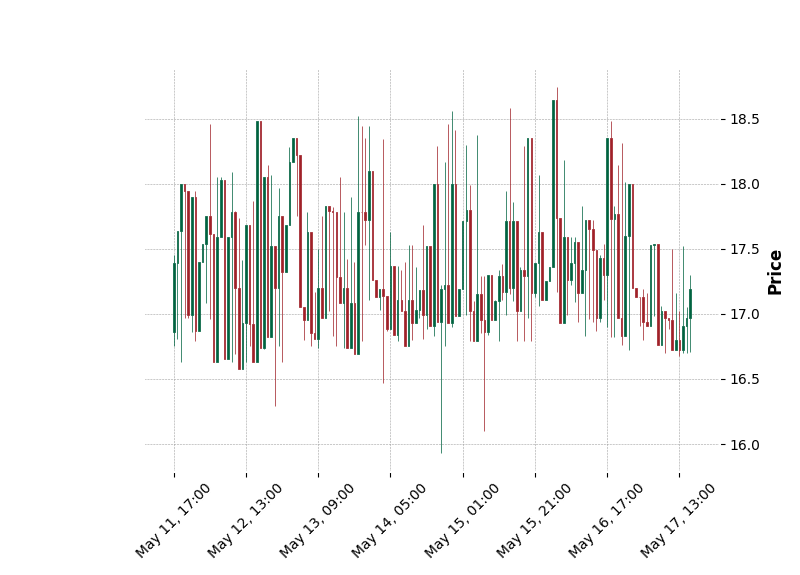 18.5
18.0
17.5
17.0
16.5
16.0
Price
May 11, 17:00
May 12, 13:00
May 13, 09:00
May 14, 05:00
May 15, 01:00
May 15, 21:00
May 16, 17:00
May 17, 13:00